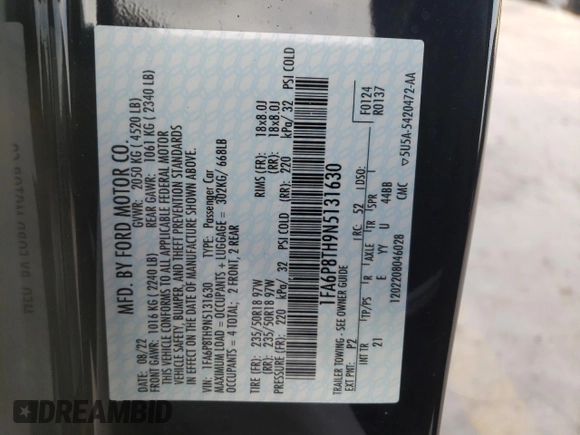 MFD. BY FORD MOTOR CO.
DATE: 08/22 GVWR: 2050 KG ( 4520 LB)
FRONT GAWR: 1016 KG ( 2240 LB) REAR GAWR: 1061 KG ( 2340 LB)
THIS VEHICLE CONFORMS TO ALL APPLICABLE FEDERAL MOTOR
VEHICLE SAFETY, BUMPER, AND THEFT PREVENTION STANDARDS
IN EFFECT ON THE DATE OF MANUFACTURE SHOWN ABOVE.
VIN: 1FA6P8TH9N5131630 TYPE: Passenger Car
MAXIMUM LOAD = OCCUPANTS + LUGGAGE = 302KG/ 668LB
OCCUPANTS = 4 TOTAL; 2 FRONT, 2 REAR
TIRE (FR): 235/50R18 97W RIMS (FR): 18x8.0J
(RR): 235/50R18 97W (RR): 18x8.0J
PRESSURE (FR): 220 kPa/ 32 PSI COLD (RR): 220 kPa/ 32 PSI COLD
1FA6P8TH9N5131630
TRAILER TOWING - SEE OWNER GUIDE
EXT PNT: P2 RC: 52 DSO: F0124
R0137
INT TR TP/PS R AXLE TR SPR
21 E YY U 44BB
1202208046028 CMC 5U5A-5420472-AA
DREAMBID